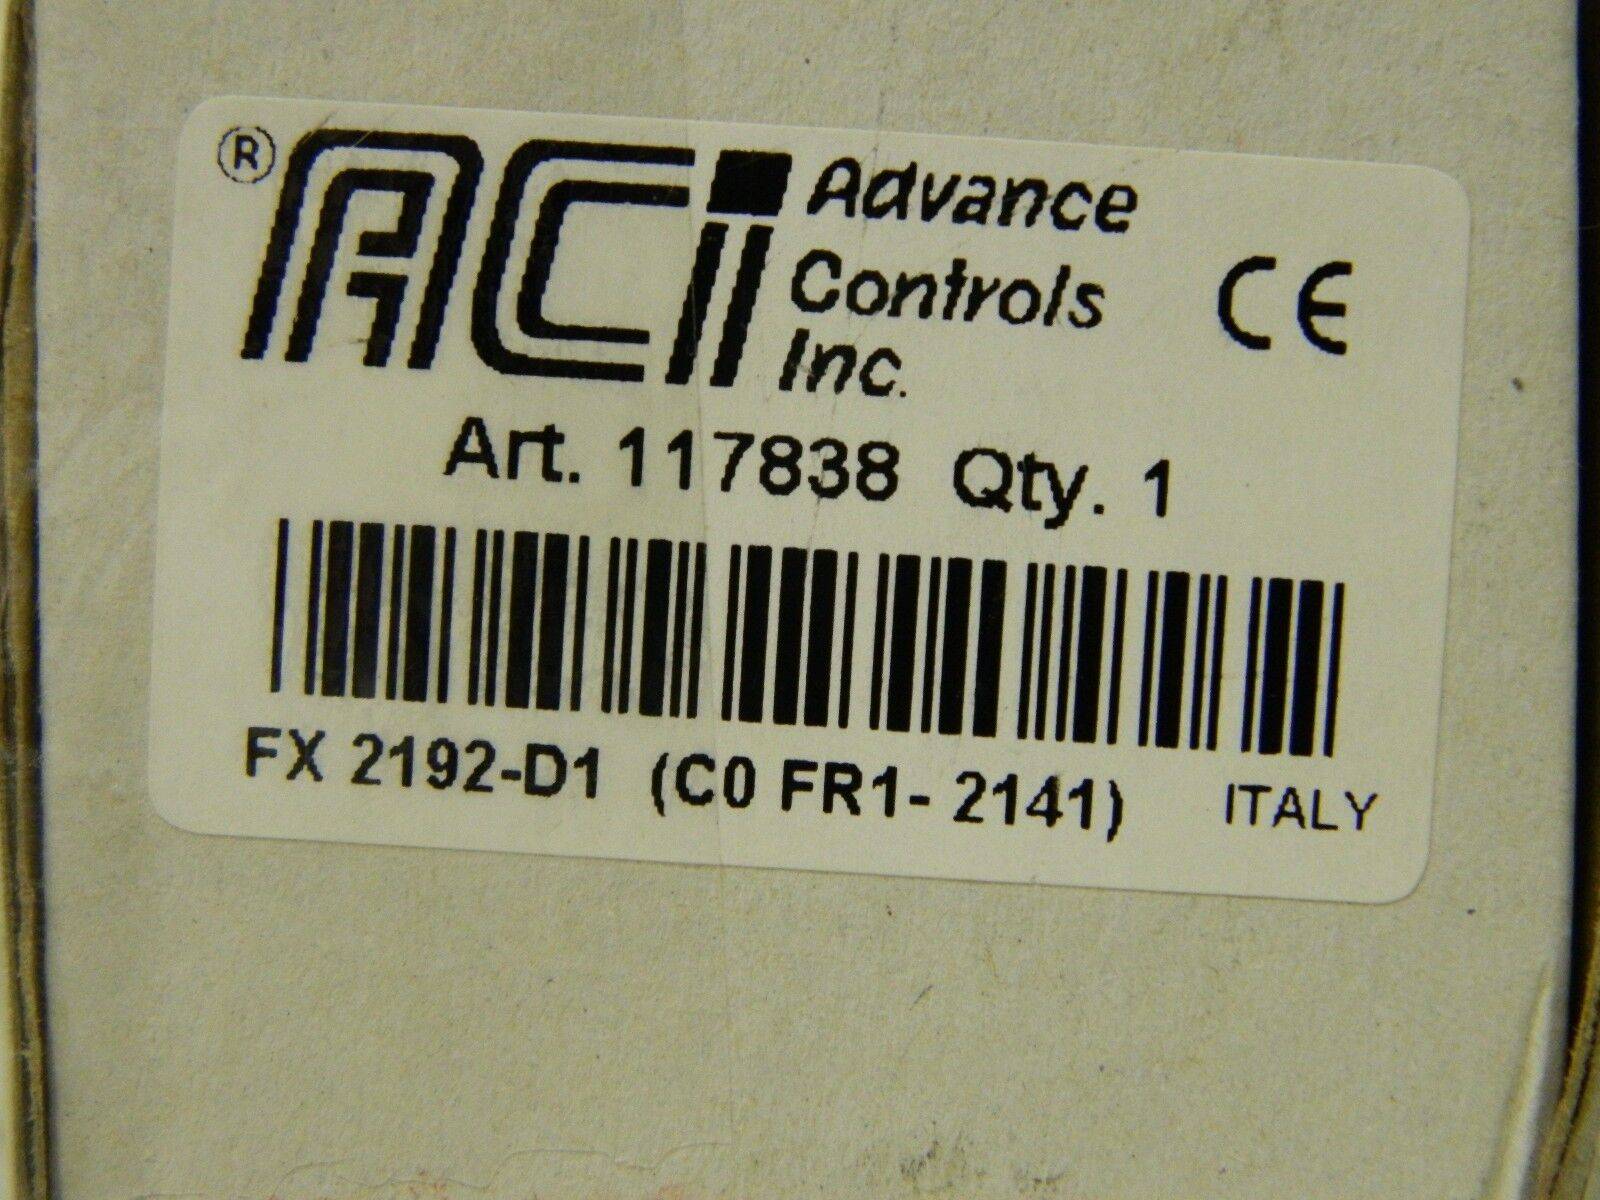 ® ACi Advance
Controls
Inc.
CE
Art. 117838 Qty. 1
FX 2192-D1 (C0 FR1- 2141) ITALY